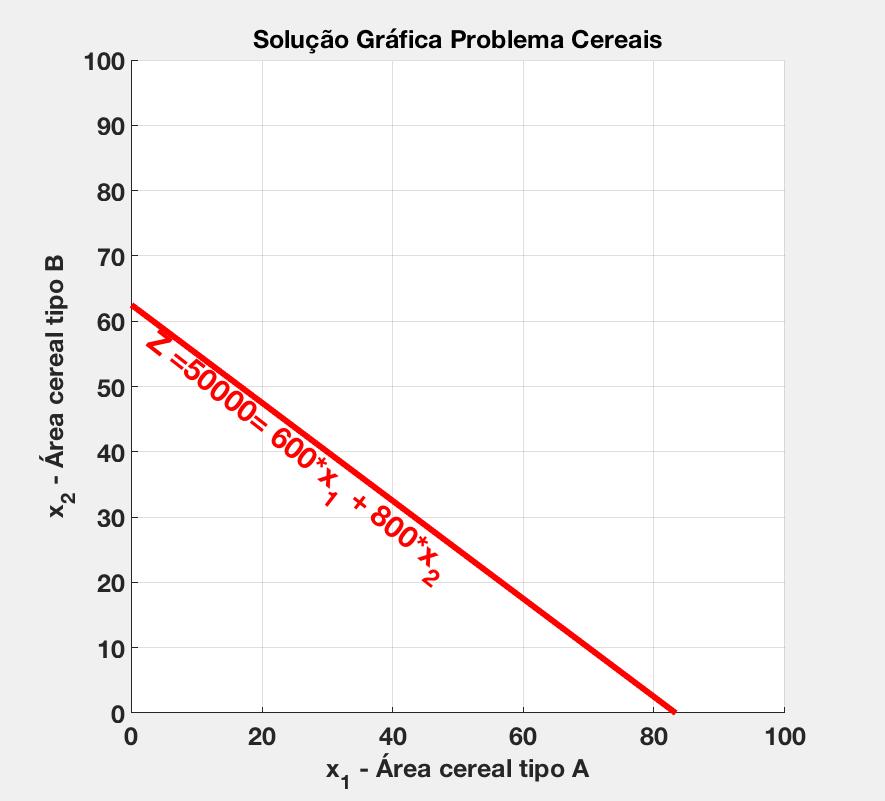 Solução Gráfica Problema Cereais
100
90
80
70
60
50
40
30
20
10
0
x2 - Área cereal tipo B
Z =50000= 600*x1 + 800*x2
0 20 40 60 80 100
x1 - Área cereal tipo A